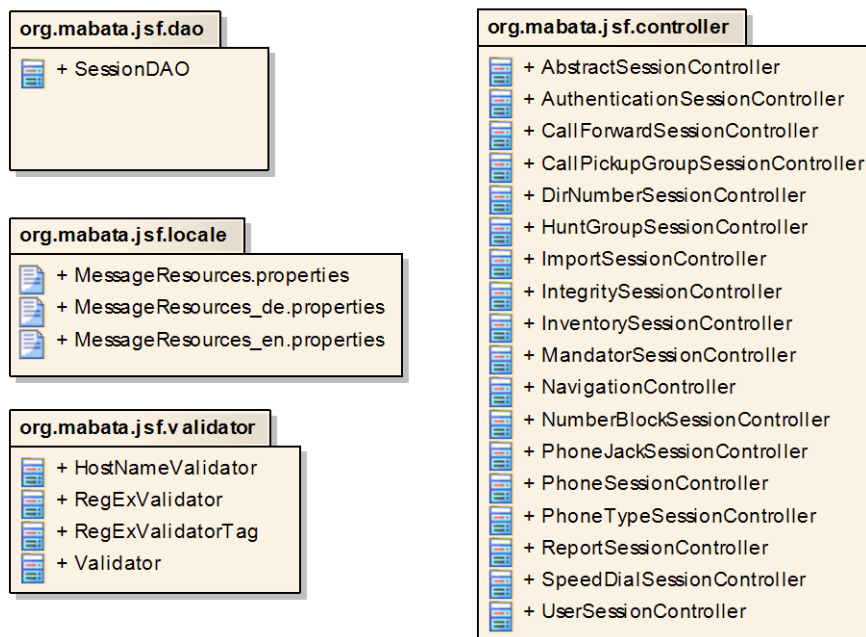 org.mabata.jsf.dao
+ SessionDAO
org.mabata.jsf.locale
+ MessageResources.properties
+ MessageResources_de.properties
+ MessageResources_en.properties
org.mabata.jsf.validator
+ HostNameValidator
+ RegExValidator
+ RegExValidatorTag
+ Validator
org.mabata.jsf.controller
+ AbstractSessionController
+ AuthenticationSessionController
+ CallForwardSessionController
+ CallPickupGroupSessionController
+ DirNumberSessionController
+ HuntGroupSessionController
+ ImportSessionController
+ IntegritySessionController
+ InventorySessionController
+ MandatorSessionController
+ NavigationController
+ NumberBlockSessionController
+ PhoneJackSessionController
+ PhoneSessionController
+ PhoneTypeSessionController
+ ReportSessionController
+ SpeedDialSessionController
+ UserSessionController